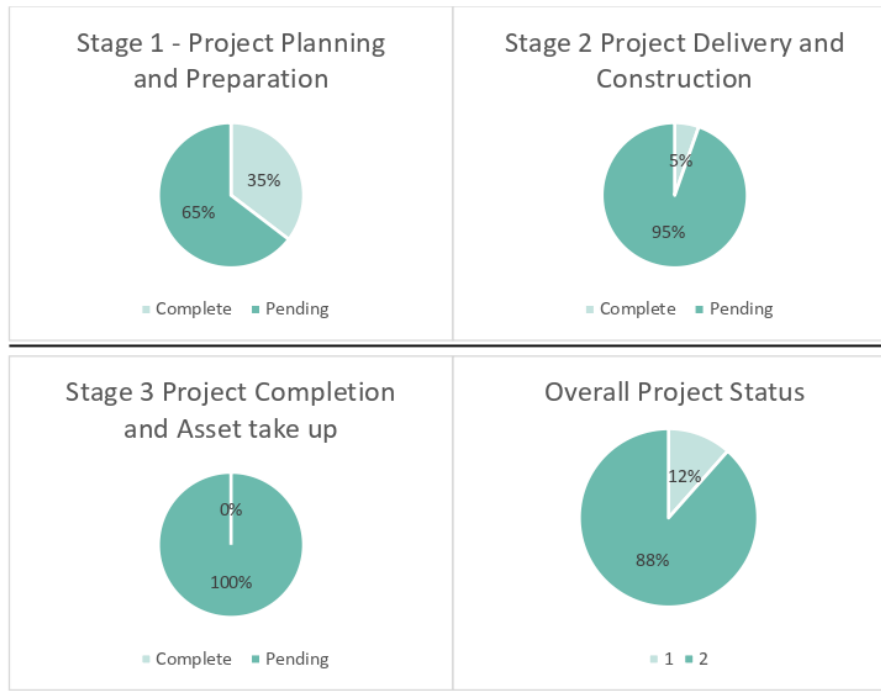 Stage 1 - Project Planning
and Preparation
35%
65%
Complete Pending
Stage 2 Project Delivery and
Construction
5%
95%
Complete Pending
Stage 3 Project Completion
and Asset take up
0%
100%
Complete Pending
Overall Project Status
12%
88%
1 2